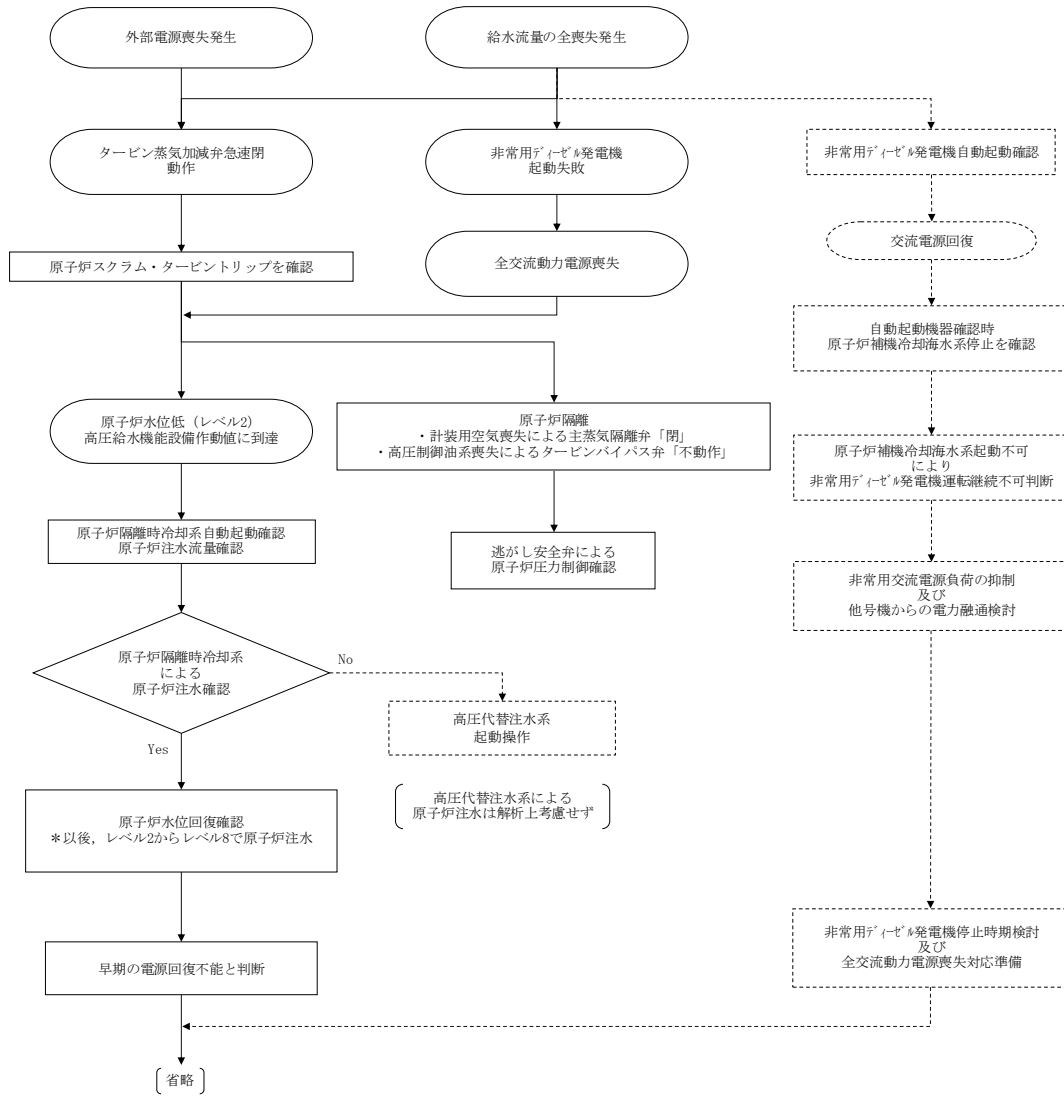 外部電源喪失発生
給水流量の全喪失発生
タービン蒸気加減弁急速閉
動作
非常用ディーゼル発電機
起動失敗
非常用ディーゼル発電機自動起動確認
交流電源回復
原子炉スクラム・タービントリップを確認
全交流動力電源喪失
自動起動機器確認時
原子炉補機冷却海水系停止を確認
原子炉水位低（レベル2）
高圧給水機能設備作動値に到達
原子炉隔離
・計装用空気喪失による主蒸気隔離弁「閉」
・高圧制御油系喪失によるタービンバイパス弁「不動作」
原子炉補機冷却海水系起動不可
により
非常用ディーゼル発電機運転継続不可判断
原子炉隔離時冷却系自動起動確認
原子炉注水流量確認
逃がし安全弁による
原子炉圧力制御確認
非常用交流電源負荷の抑制
及び
他号機からの電力融通検討
原子炉隔離時冷却系
による
原子炉注水確認
No
Yes
高圧代替注水系
起動操作
高圧代替注水系による
原子炉注水は解析上考慮せず
原子炉水位回復確認
＊以後，レベル2からレベル8で原子炉注水
非常用ディーゼル発電機停止時期検討
及び
全交流動力電源喪失対応準備
早期の電源回復不能と判断
省略